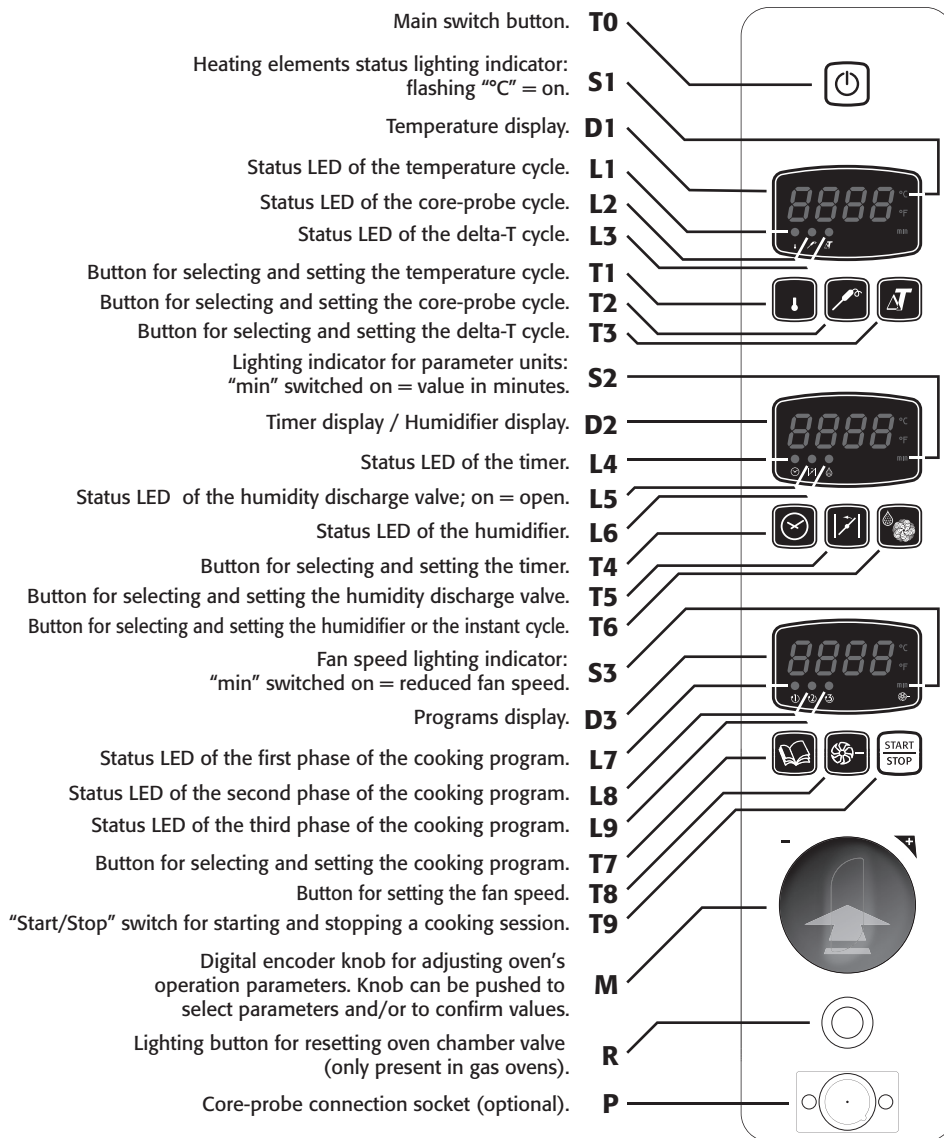 Main switch button. T0
Heating elements status lighting indicator:
flashing “°C” = on. S1
Temperature display. D1
Status LED of the temperature cycle. L1
Status LED of the core-probe cycle. L2
Status LED of the delta-T cycle. L3
Button for selecting and setting the temperature cycle. T1
Button for selecting and setting the core-probe cycle. T2
Button for selecting and setting the delta-T cycle. T3
Lighting indicator for parameter units:
“min” switched on = value in minutes. S2
Timer display / Humidifier display. D2
Status LED of the timer. L4
Status LED of the humidity discharge valve; on = open. L5
Status LED of the humidifier. L6
Button for selecting and setting the timer. T4
Button for selecting and setting the humidity discharge valve. T5
Button for selecting and setting the humidifier or the instant cycle. T6
Fan speed lighting indicator:
“min” switched on = reduced fan speed. S3
Programs display. D3
Status LED of the first phase of the cooking program. L7
Status LED of the second phase of the cooking program. L8
Status LED of the third phase of the cooking program. L9
Button for selecting and setting the cooking program. T7
Button for setting the fan speed. T8
“Start/Stop” switch for starting and stopping a cooking session. T9
Digital encoder knob for adjusting oven’s
operation parameters. Knob can be pushed to
select parameters and/or to confirm values. M
Lighting button for resetting oven chamber valve
(only present in gas ovens). R
Core-probe connection socket (optional). P
8888 °C
°F
min
ΔT
8888 °C
°F
min
8888 °C
°F
min
1 2 3
START
STOP
- +